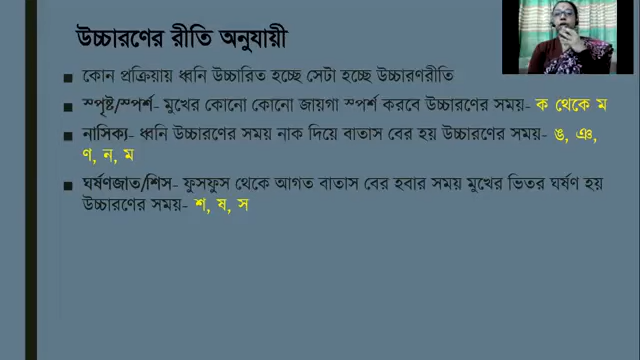 উচ্চারণের রীতি অনুযায়ী
কোন প্রক্রিয়ায় ধ্বনি উচ্চারিত হচ্ছে সেটা হচ্ছে উচ্চারণরীতি
স্পৃষ্ট/স্পর্শ- মুখের কোনো কোনো জায়গা স্পর্শ করবে উচ্চারণের সময়- ক থেকে ম
নাসিক্য- ধ্বনি উচ্চারণের সময় নাক দিয়ে বাতাস বের হয় উচ্চারণের সময়- ঙ, ঞ,
ণ, ন, ম
ঘর্ষণজাত/শিস- ফুসফুস থেকে আগত বাতাস বের হবার সময় মুখের ভিতর ঘর্ষণ হয়
উচ্চারণের সময়- শ, ষ, স